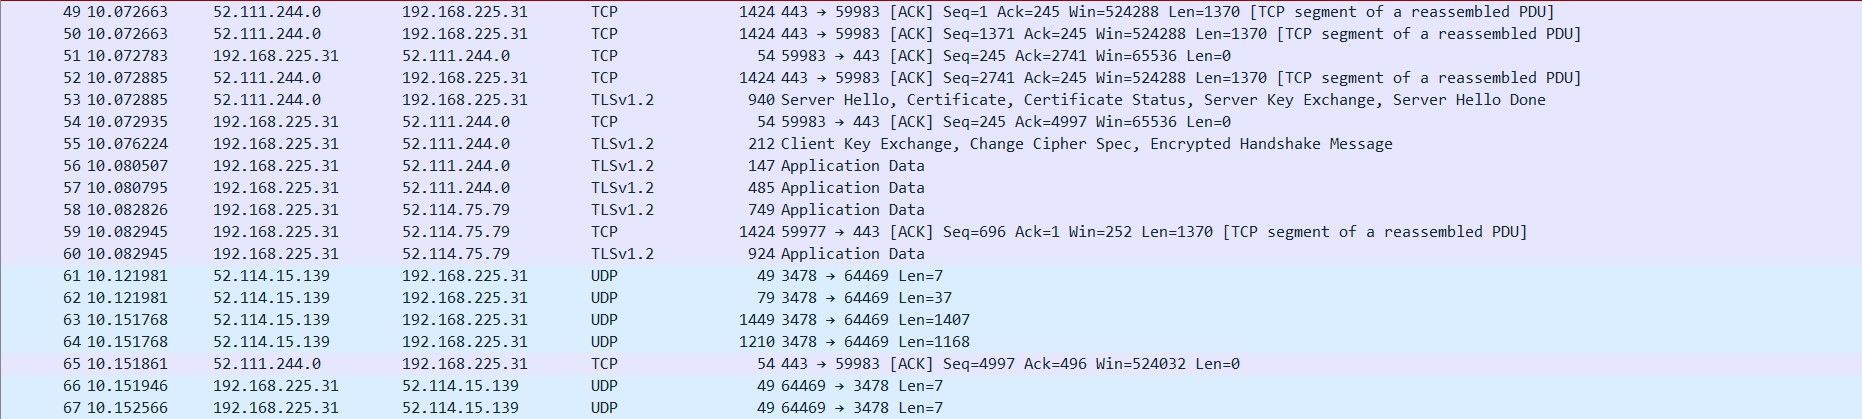 49 10.072663 52.111.244.0 192.168.225.31 TCP 1424 443 → 59983 [ACK] Seq=1 Ack=245 Win=524288 Len=1370 [TCP segment of a reassembled PDU]
50 10.072663 52.111.244.0 192.168.225.31 TCP 1424 443 → 59983 [ACK] Seq=1371 Ack=245 Win=524288 Len=1370 [TCP segment of a reassembled PDU]
51 10.072783 192.168.225.31 52.111.244.0 TCP 54 59983 → 443 [ACK] Seq=245 Ack=2741 Win=65536 Len=0
52 10.072885 52.111.244.0 192.168.225.31 TCP 1424 443 → 59983 [ACK] Seq=2741 Ack=245 Win=524288 Len=1370 [TCP segment of a reassembled PDU]
53 10.072885 52.111.244.0 192.168.225.31 TLSv1.2 940 Server Hello, Certificate, Certificate Status, Server Key Exchange, Server Hello Done
54 10.072935 192.168.225.31 52.111.244.0 TCP 54 59983 → 443 [ACK] Seq=245 Ack=4997 Win=65536 Len=0
55 10.076224 192.168.225.31 52.111.244.0 TLSv1.2 212 Client Key Exchange, Change Cipher Spec, Encrypted Handshake Message
56 10.080507 192.168.225.31 52.111.244.0 TLSv1.2 147 Application Data
57 10.080795 192.168.225.31 52.111.244.0 TLSv1.2 485 Application Data
58 10.082826 192.168.225.31 52.114.75.79 TLSv1.2 749 Application Data
59 10.082945 192.168.225.31 52.114.75.79 TCP 1424 59977 → 443 [ACK] Seq=696 Ack=1 Win=252 Len=1370 [TCP segment of a reassembled PDU]
60 10.082945 192.168.225.31 52.114.75.79 TLSv1.2 924 Application Data
61 10.121981 52.114.15.139 192.168.225.31 UDP 49 3478 → 64469 Len=7
62 10.121981 52.114.15.139 192.168.225.31 UDP 79 3478 → 64469 Len=37
63 10.151768 52.114.15.139 192.168.225.31 UDP 1449 3478 → 64469 Len=1407
64 10.151768 52.114.15.139 192.168.225.31 UDP 1210 3478 → 64469 Len=1168
65 10.151861 52.111.244.0 192.168.225.31 TCP 54 443 → 59983 [ACK] Seq=4997 Ack=496 Win=524032 Len=0
66 10.151946 192.168.225.31 52.114.15.139 UDP 49 64469 → 3478 Len=7
67 10.152566 192.168.225.31 52.114.15.139 UDP 49 64469 → 3478 Len=7